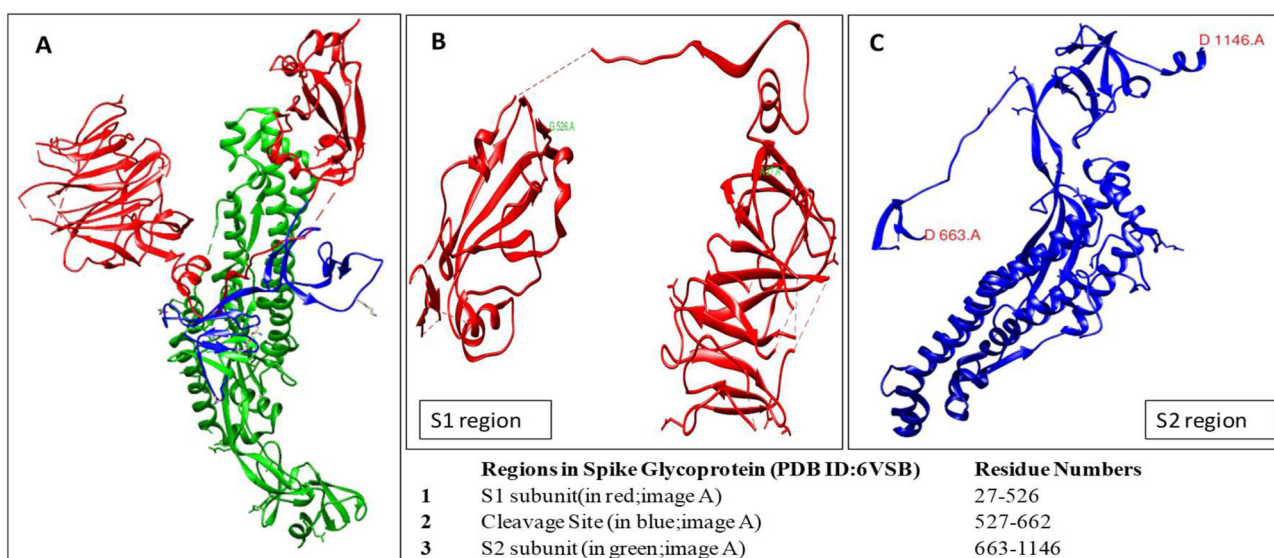 A
B
C
D 1146.A
G 526.A
D 663.A
S1 region
S2 region
Regions in Spike Glycoprotein (PDB ID:6VSB) Residue Numbers
1 S1 subunit(in red;image A) 27-526
2 Cleavage Site (in blue;image A) 527-662
3 S2 subunit (in green;image A) 663-1146